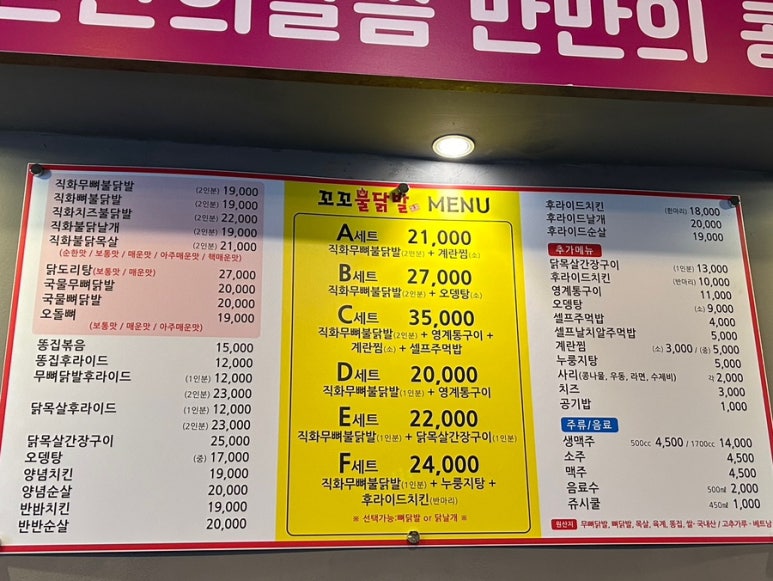 만만의 콩
직화무뼈불닭발 (2인분) 19,000
직화뼈불닭발 (2인분) 19,000
직화치즈불닭발 (2인분) 22,000
직화불닭날개 (2인분) 19,000
직화불닭목살 (2인분) 21,000
(순한맛 / 보통맛 / 매운맛 / 아주매운맛 / 핵매운맛)
닭도리탕(보통맛 / 매운맛) 27,000
국물무뼈닭발 20,000
국물뼈닭발 20,000
오돌뼈 19,000
(보통맛 / 매운맛 / 아주매운맛)
똥집볶음 15,000
똥집후라이드 12,000
무뼈닭발후라이드 (1인분) 12,000
(2인분) 23,000
닭목살후라이드 (1인분) 12,000
(2인분) 23,000
닭목살간장구이 25,000
오뎅탕 (중) 17,000
양념치킨 19,000
양념순살 20,000
반반치킨 19,000
반반순살 20,000
꼬꼬불닭발 MENU
A세트 21,000
직화무뼈불닭발(2인분) + 계란찜(소)
B세트 27,000
직화무뼈불닭발(2인분) + 오뎅탕(소)
C세트 35,000
직화무뼈불닭발(2인분) + 영계통구이 +
계란찜(소) + 셀프주먹밥
D세트 20,000
직화무뼈불닭발(1인분) + 영계통구이
E세트 22,000
직화무뼈불닭발(1인분) + 닭목살간장구이(1인분)
F세트 24,000
직화무뼈불닭발(1인분) + 누룽지탕 +
후라이드치킨(반마리)
※ 선택가능:뼈닭발 or 닭날개 ※
후라이드치킨 (한마리) 18,000
후라이드날개 20,000
후라이드순살 19,000
추가메뉴
닭목살간장구이 (1인분) 13,000
후라이드치킨 (반마리) 10,000
영계통구이 11,000
오뎅탕 (소) 9,000
셀프주먹밥 4,000
셀프날치알주먹밥 5,000
계란찜 (소) 3,000 / (중) 5,000
누룽지탕 5,000
사리(콩나물, 우동, 라면, 수제비) 각 2,000
치즈 3,000
공기밥 1,000
주류/음료
생맥주 500cc 4,500 / 1700cc 14,000
소주 4,500
맥주 4,500
음료수 500㎖ 2,000
쥬시쿨 450㎖ 1,000
원산지 무뼈닭발, 뼈닭발, 목살, 육계, 똥집, 쌀- 국내산 / 고추가루 - 베트남